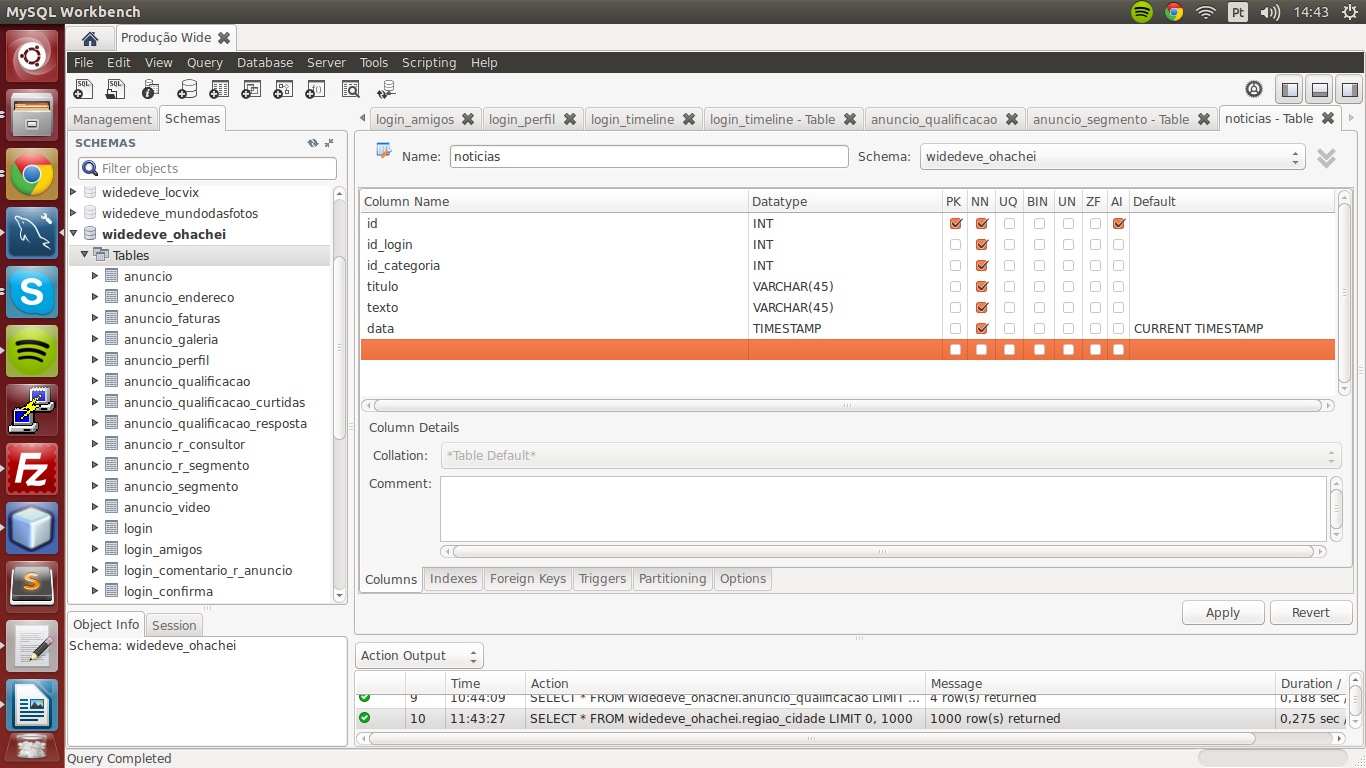 MySQL Workbench
Pt
14:43
Produção Wide
File Edit View Query Database Server Tools Scripting Help
Management Schemas
login_amigos login_perfil login_timeline login_timeline - Table anuncio_qualificacao anuncio_segmento - Table noticias - Table
SCHEMAS
Filter objects
widedeve_locvix
widedeve_mundodasfotos
widedeve_ohachei
Tables
anuncio
anuncio_endereco
anuncio_faturas
anuncio_galeria
anuncio_perfil
anuncio_qualificacao
anuncio_qualificacao_curtidas
anuncio_qualificacao_resposta
anuncio_r_consultor
anuncio_r_segmento
anuncio_segmento
anuncio_video
login
login_amigos
login_comentario_r_anuncio
login_confirma
Object Info Session
Schema: widedeve_ohachei
Name: noticias Schema: widedeve_ohachei
Column Name Datatype PK NN UQ BIN UN ZF AI Default
id INT
id_login INT
id_categoria INT
titulo VARCHAR(45)
texto VARCHAR(45)
data TIMESTAMP CURRENT TIMESTAMP
Column Details
Collation: *Table Default*
Comment:
Columns Indexes Foreign Keys Triggers Partitioning Options
Apply Revert
Action Output
Time Action Message Duration /
9 10:44:09 SELECT * FROM widedeve_ohachei.anuncio_qualificacao LIMIT ... 4 row(s) returned 0,188 sec /
10 11:43:27 SELECT * FROM widedeve_ohachei.regiao_cidade LIMIT 0, 1000 1000 row(s) returned 0,275 sec /
Query Completed